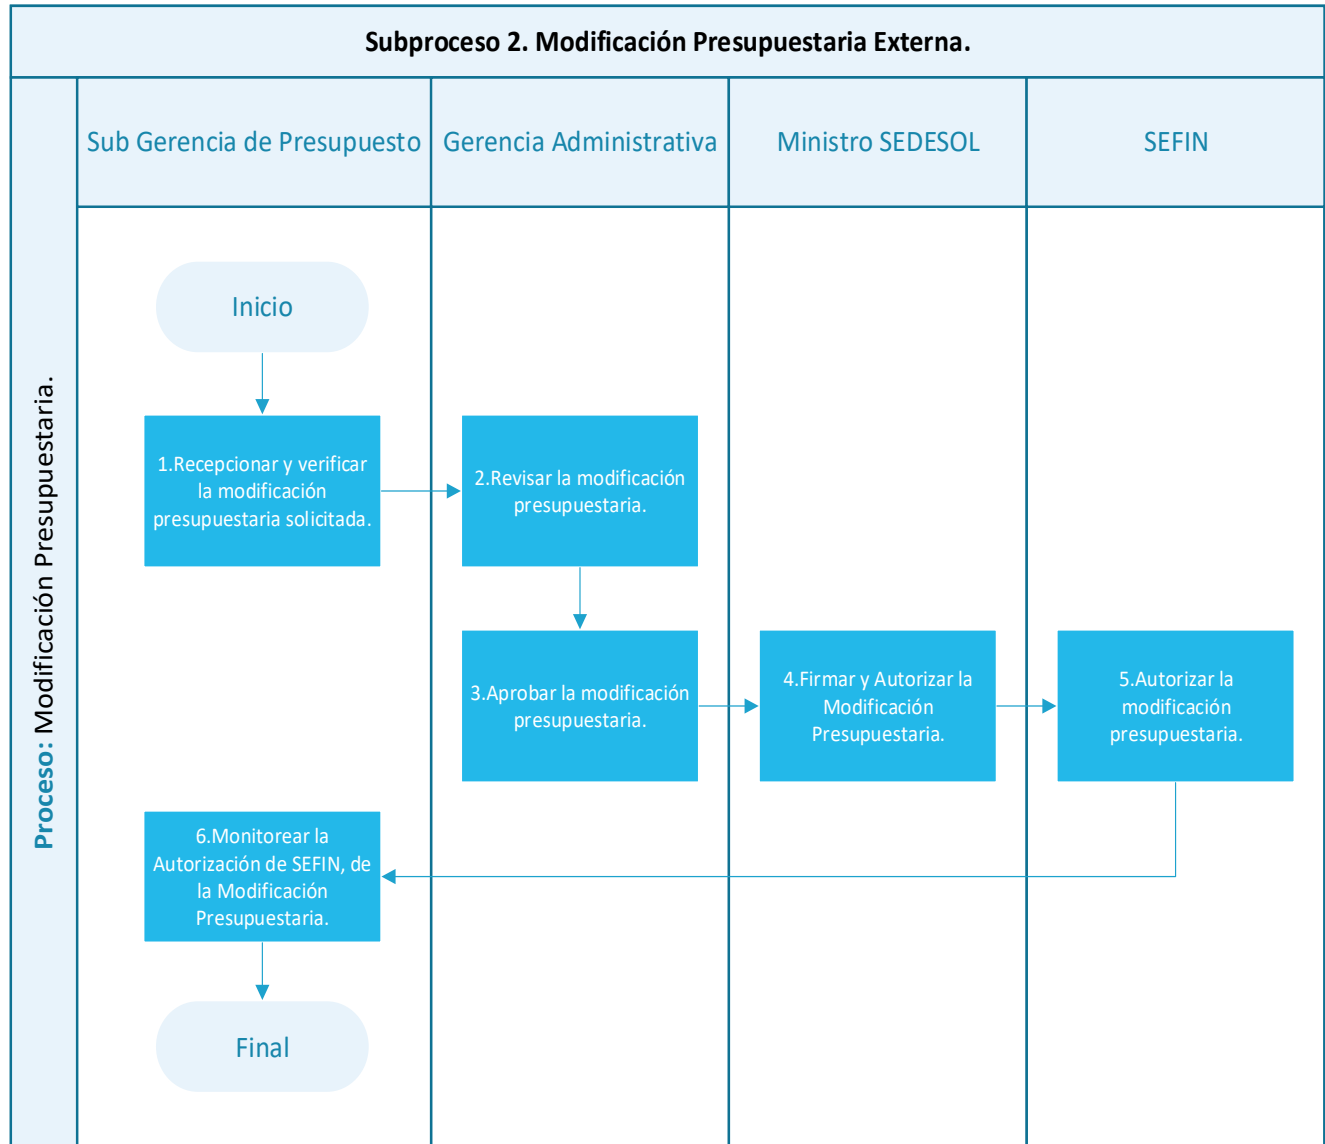 Subproceso 2. Modificación Presupuestaria Externa.
Proceso: Modificación Presupuestaria.
Sub Gerencia de Presupuesto
Gerencia Administrativa
Ministro SEDESOL
SEFIN
Inicio
1.Recepcionar y verificar
la modificación
presupuestaria solicitada.
2.Revisar la modificación
presupuestaria.
3.Aprobar la modificación
presupuestaria.
4.Firmar y Autorizar la
Modificación
Presupuestaria.
5.Autorizar la
modificación
presupuestaria.
6.Monitorear la
Autorización de SEFIN, de
la Modificación
Presupuestaria.
Final